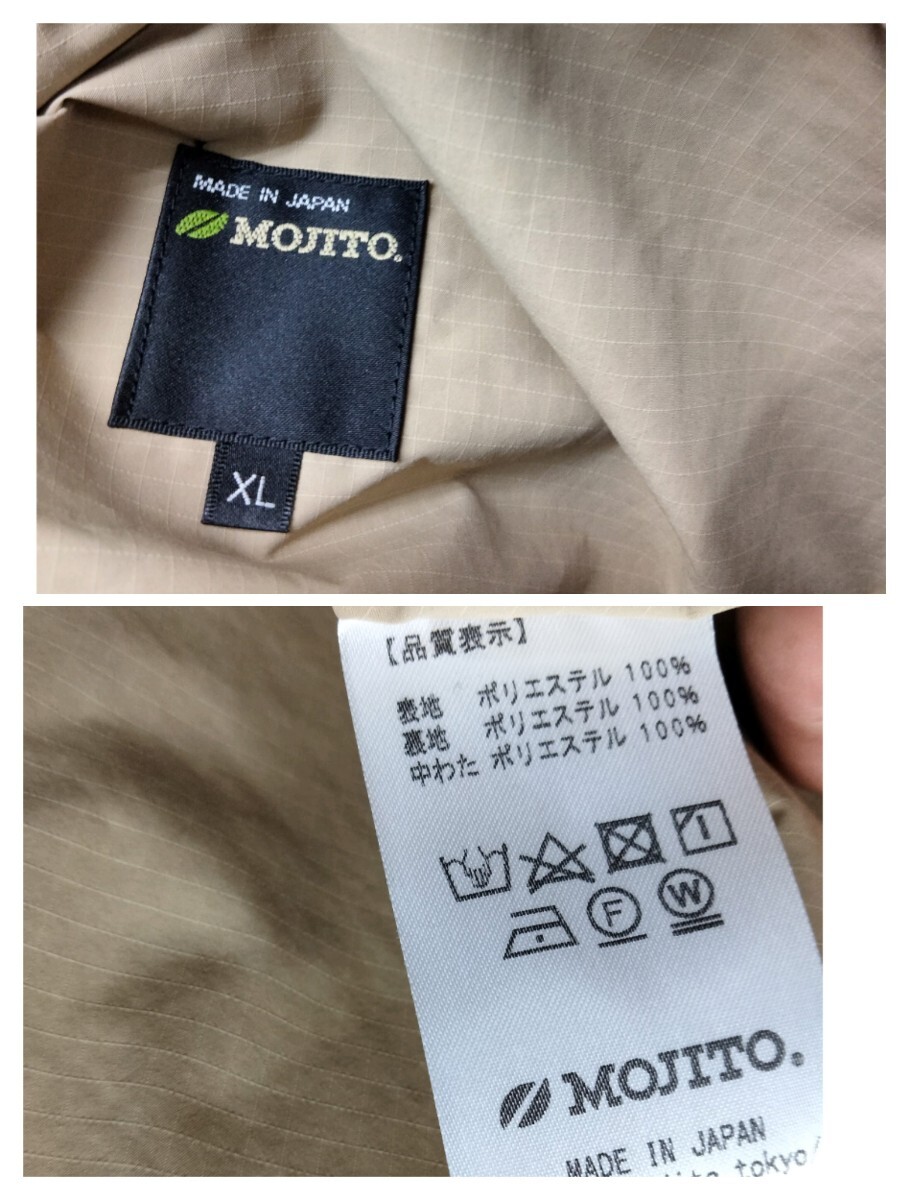 MADE IN JAPAN
MOJITO.
XL
【品質表示】
表地 ポリエステル 100%
裏地 ポリエステル 100%
中わた ポリエステル 100%
F W
MOJITO.
MADE IN JAPAN
tokyo/